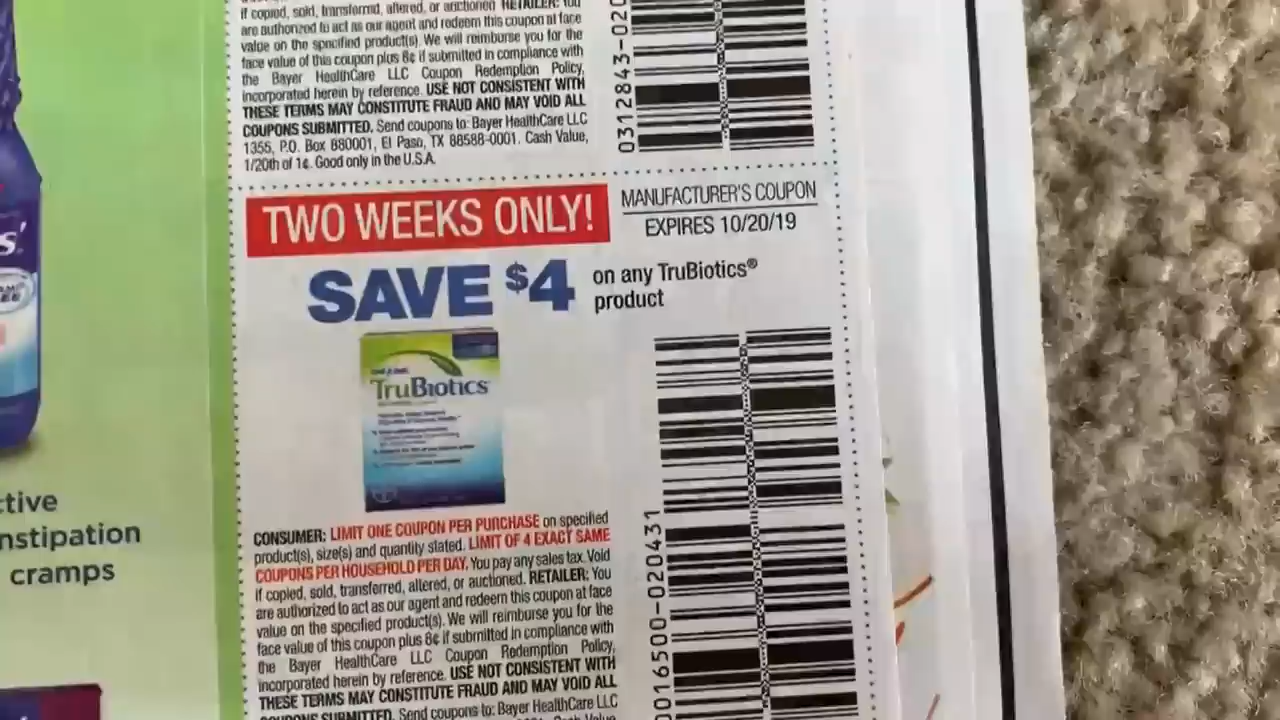 if copied, sold, transferred, altered, or auctioned. RETAILER: You
are authorized to act as our agent and redeem this coupon at face
value on the specified product(s). We will reimburse you for the
face value of this coupon plus 8¢ if submitted in compliance with
the Bayer HealthCare LLC Coupon Redemption Policy,
incorporated herein by reference. USE NOT CONSISTENT WITH
THESE TERMS MAY CONSTITUTE FRAUD AND MAY VOID ALL
COUPONS SUBMITTED. Send coupons to: Bayer HealthCare LLC
1355, P.O. Box 880001, El Paso, TX 88588-0001. Cash Value,
1/20th of 1¢. Good only in the U.S.A.
0312843-020
TWO WEEKS ONLY!
MANUFACTURER'S COUPON
EXPIRES 10/20/19
SAVE $4
on any TruBiotics®
product
TruBiotics
CONSUMER: LIMIT ONE COUPON PER PURCHASE on specified
product(s), size(s) and quantity stated. LIMIT OF 4 EXACT SAME
COUPONS PER HOUSEHOLD PER DAY. You pay any sales tax. Void
if copied, sold, transferred, altered, or auctioned. RETAILER: You
are authorized to act as our agent and redeem this coupon at face
value on the specified product(s). We will reimburse you for the
face value of this coupon plus 8¢ if submitted in compliance with
the Bayer HealthCare LLC Coupon Redemption Policy,
incorporated herein by reference. USE NOT CONSISTENT WITH
THESE TERMS MAY CONSTITUTE FRAUD AND MAY VOID ALL
COUPONS SUBMITTED. Send coupons to: Bayer HealthCare LLC
Cash Value
0016500-020431
s'
ctive
nstipation
cramps